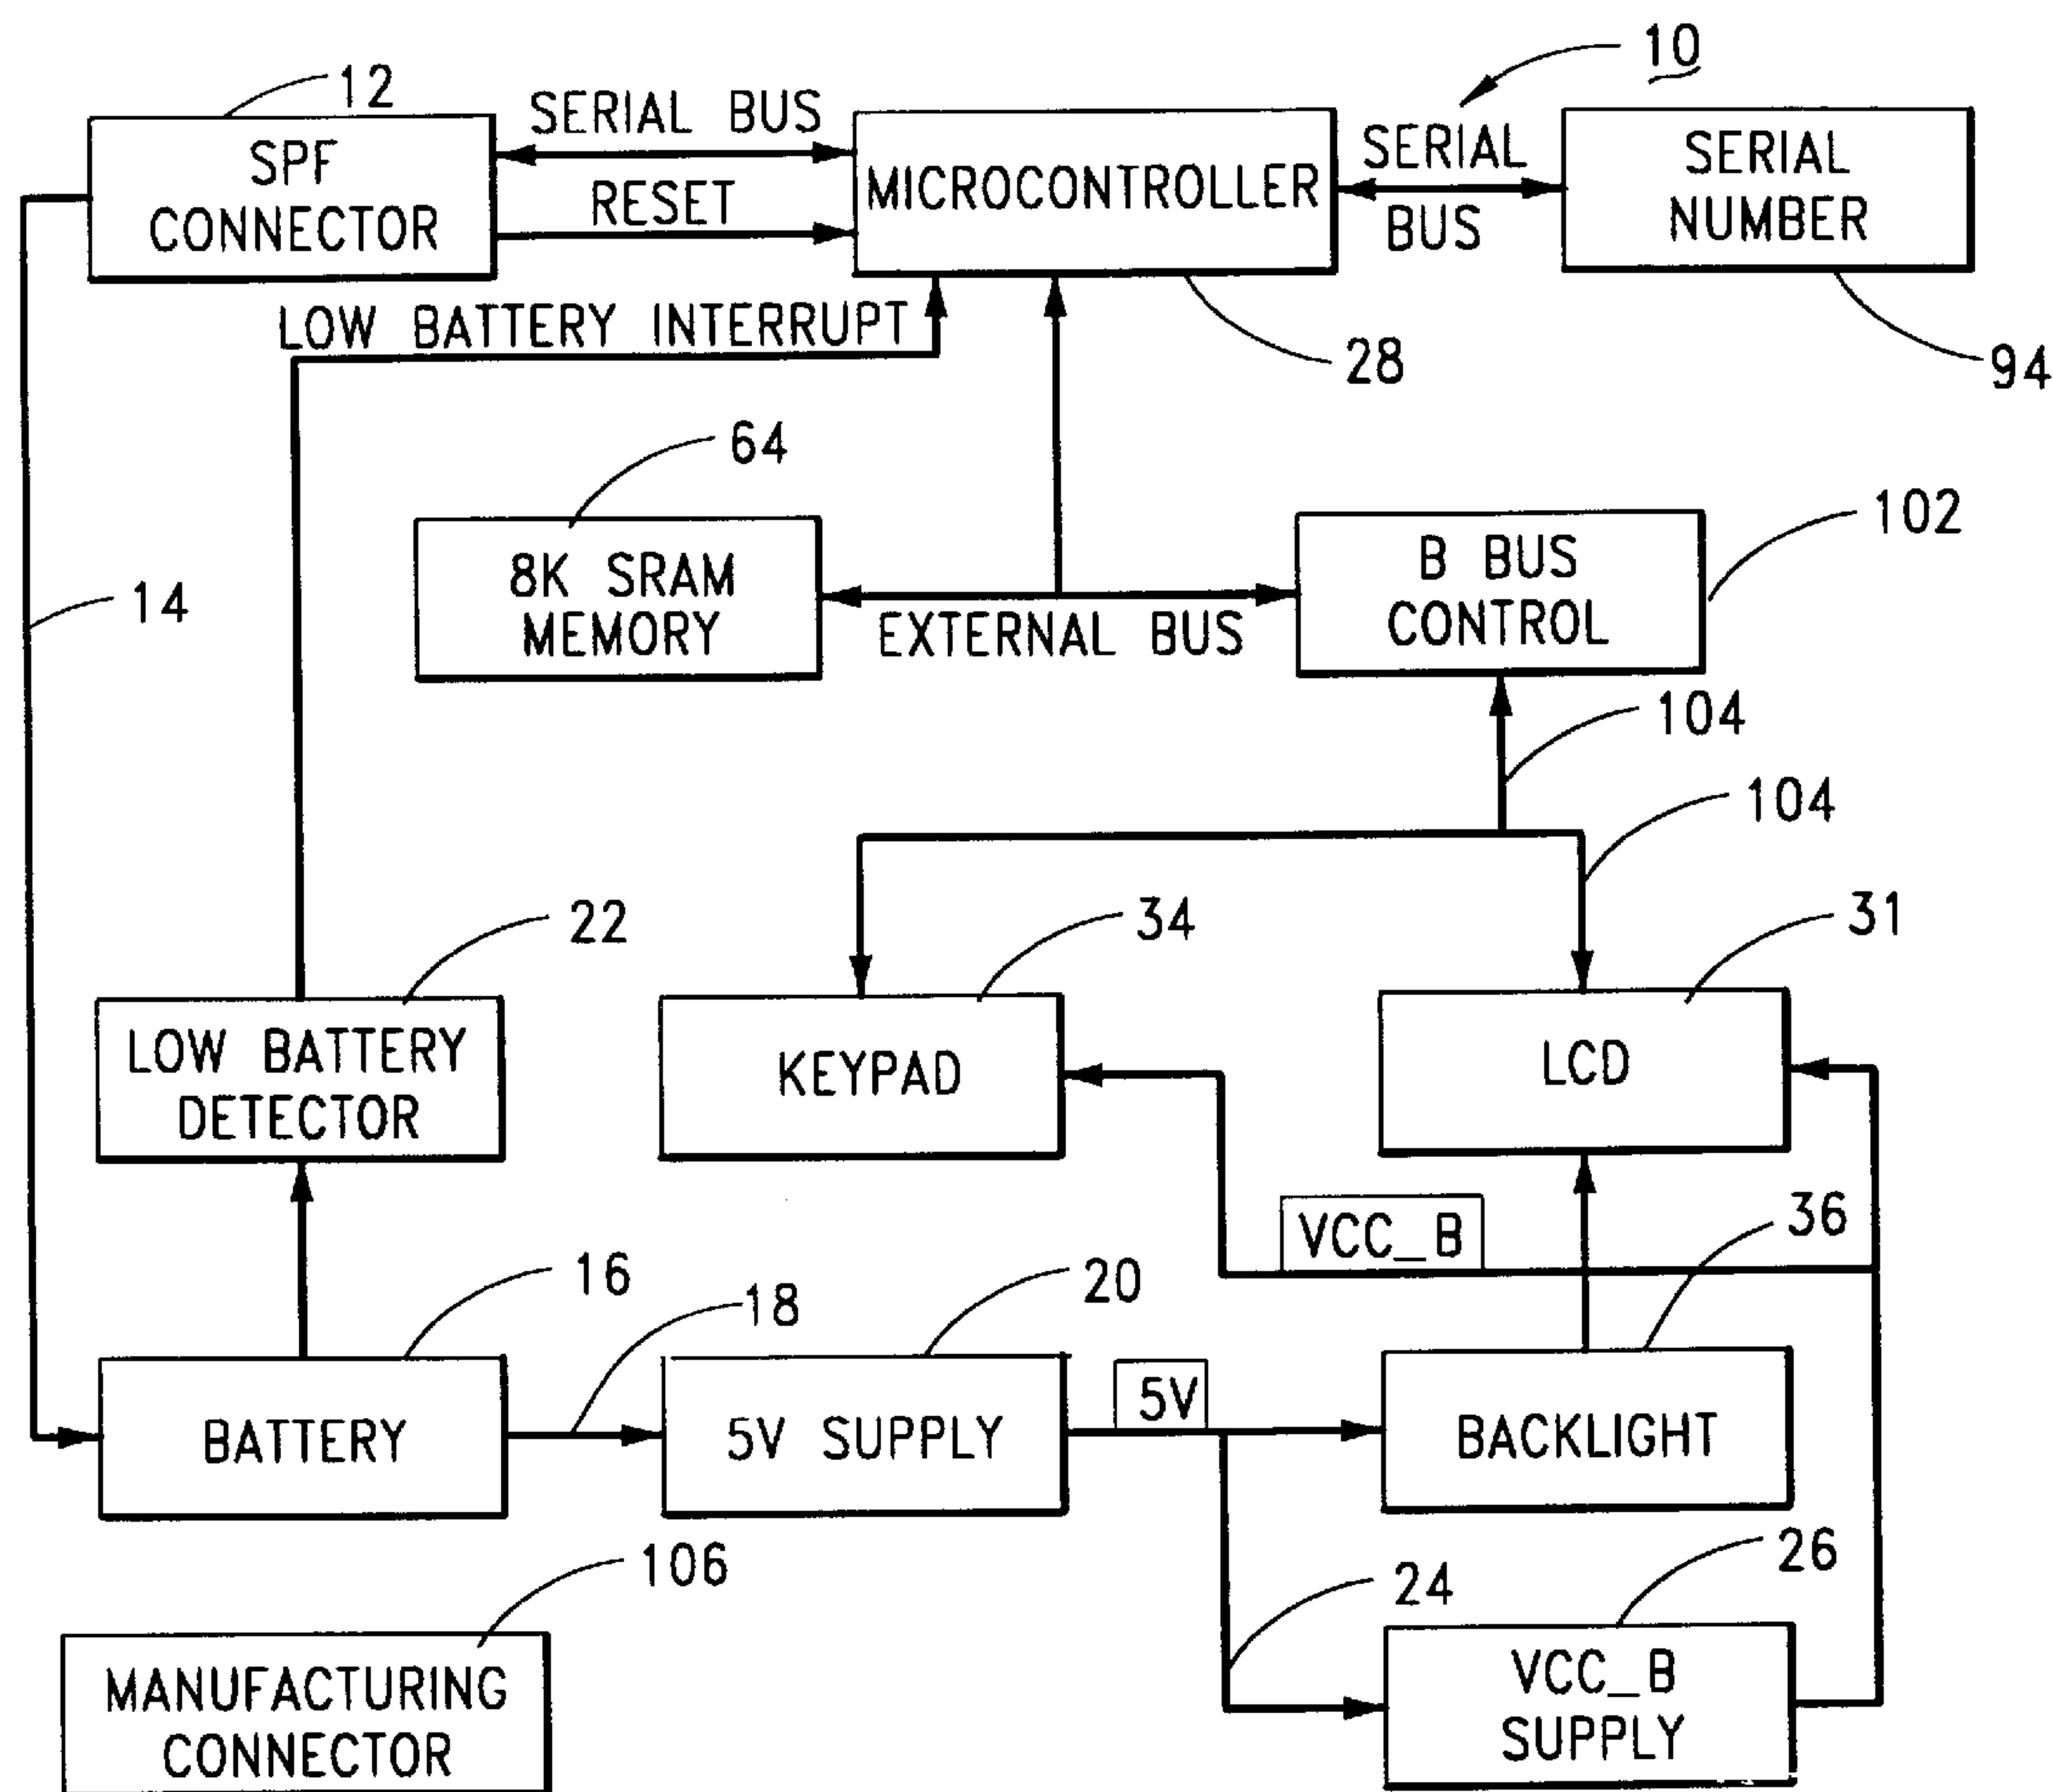 10
12
SPF
CONNECTOR
SERIAL BUS
RESET
MICROCONTROLLER
SERIAL
BUS
SERIAL
NUMBER
LOW BATTERY INTERRUPT
28
94
64
8K SRAM
MEMORY
EXTERNAL BUS
B BUS
CONTROL
102
14
104
104
22
LOW BATTERY
DETECTOR
34
KEYPAD
31
LCD
VCC_B
36
16
BATTERY
18
20
5V SUPPLY
5V
BACKLIGHT
106
MANUFACTURING
CONNECTOR
24
26
VCC_B
SUPPLY